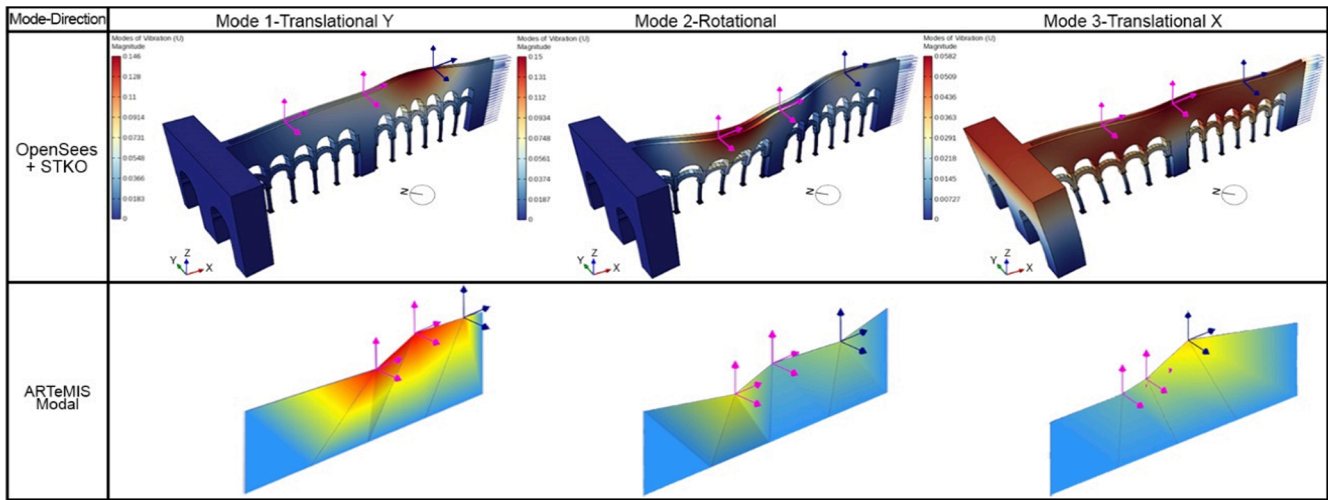 Mode-Direction
Mode 1-Translational Y
Mode 2-Rotational
Mode 3-Translational X
OpenSees
+ STKO
Modes of Vibration (U)
Magnitude
0.146
0.128
0.11
0.0914
0.0731
0.0548
0.0366
0.0183
0
N
Z
Y
X
Modes of Vibration (U)
Magnitude
0.15
0.131
0.112
0.0934
0.0748
0.0561
0.0374
0.0187
0
N
Z
Y
X
Modes of Vibration (U)
Magnitude
0.0582
0.0509
0.0436
0.0364
0.0291
0.0218
0.0145
0.00727
0
N
Z
Y
X
ARTeMIS
Modal